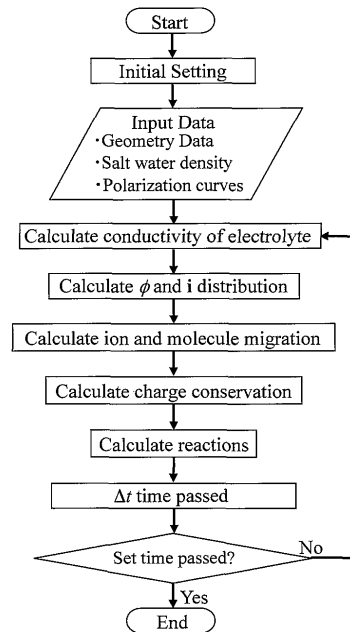 Start
Initial Setting
Input Data
・Geometry Data
・Salt water density
・Polarization curves
Calculate conductivity of electrolyte
Calculate ϕ and i distribution
Calculate ion and molecule migration
Calculate charge conservation
Calculate reactions
Δt time passed
Set time passed?
No
Yes
End